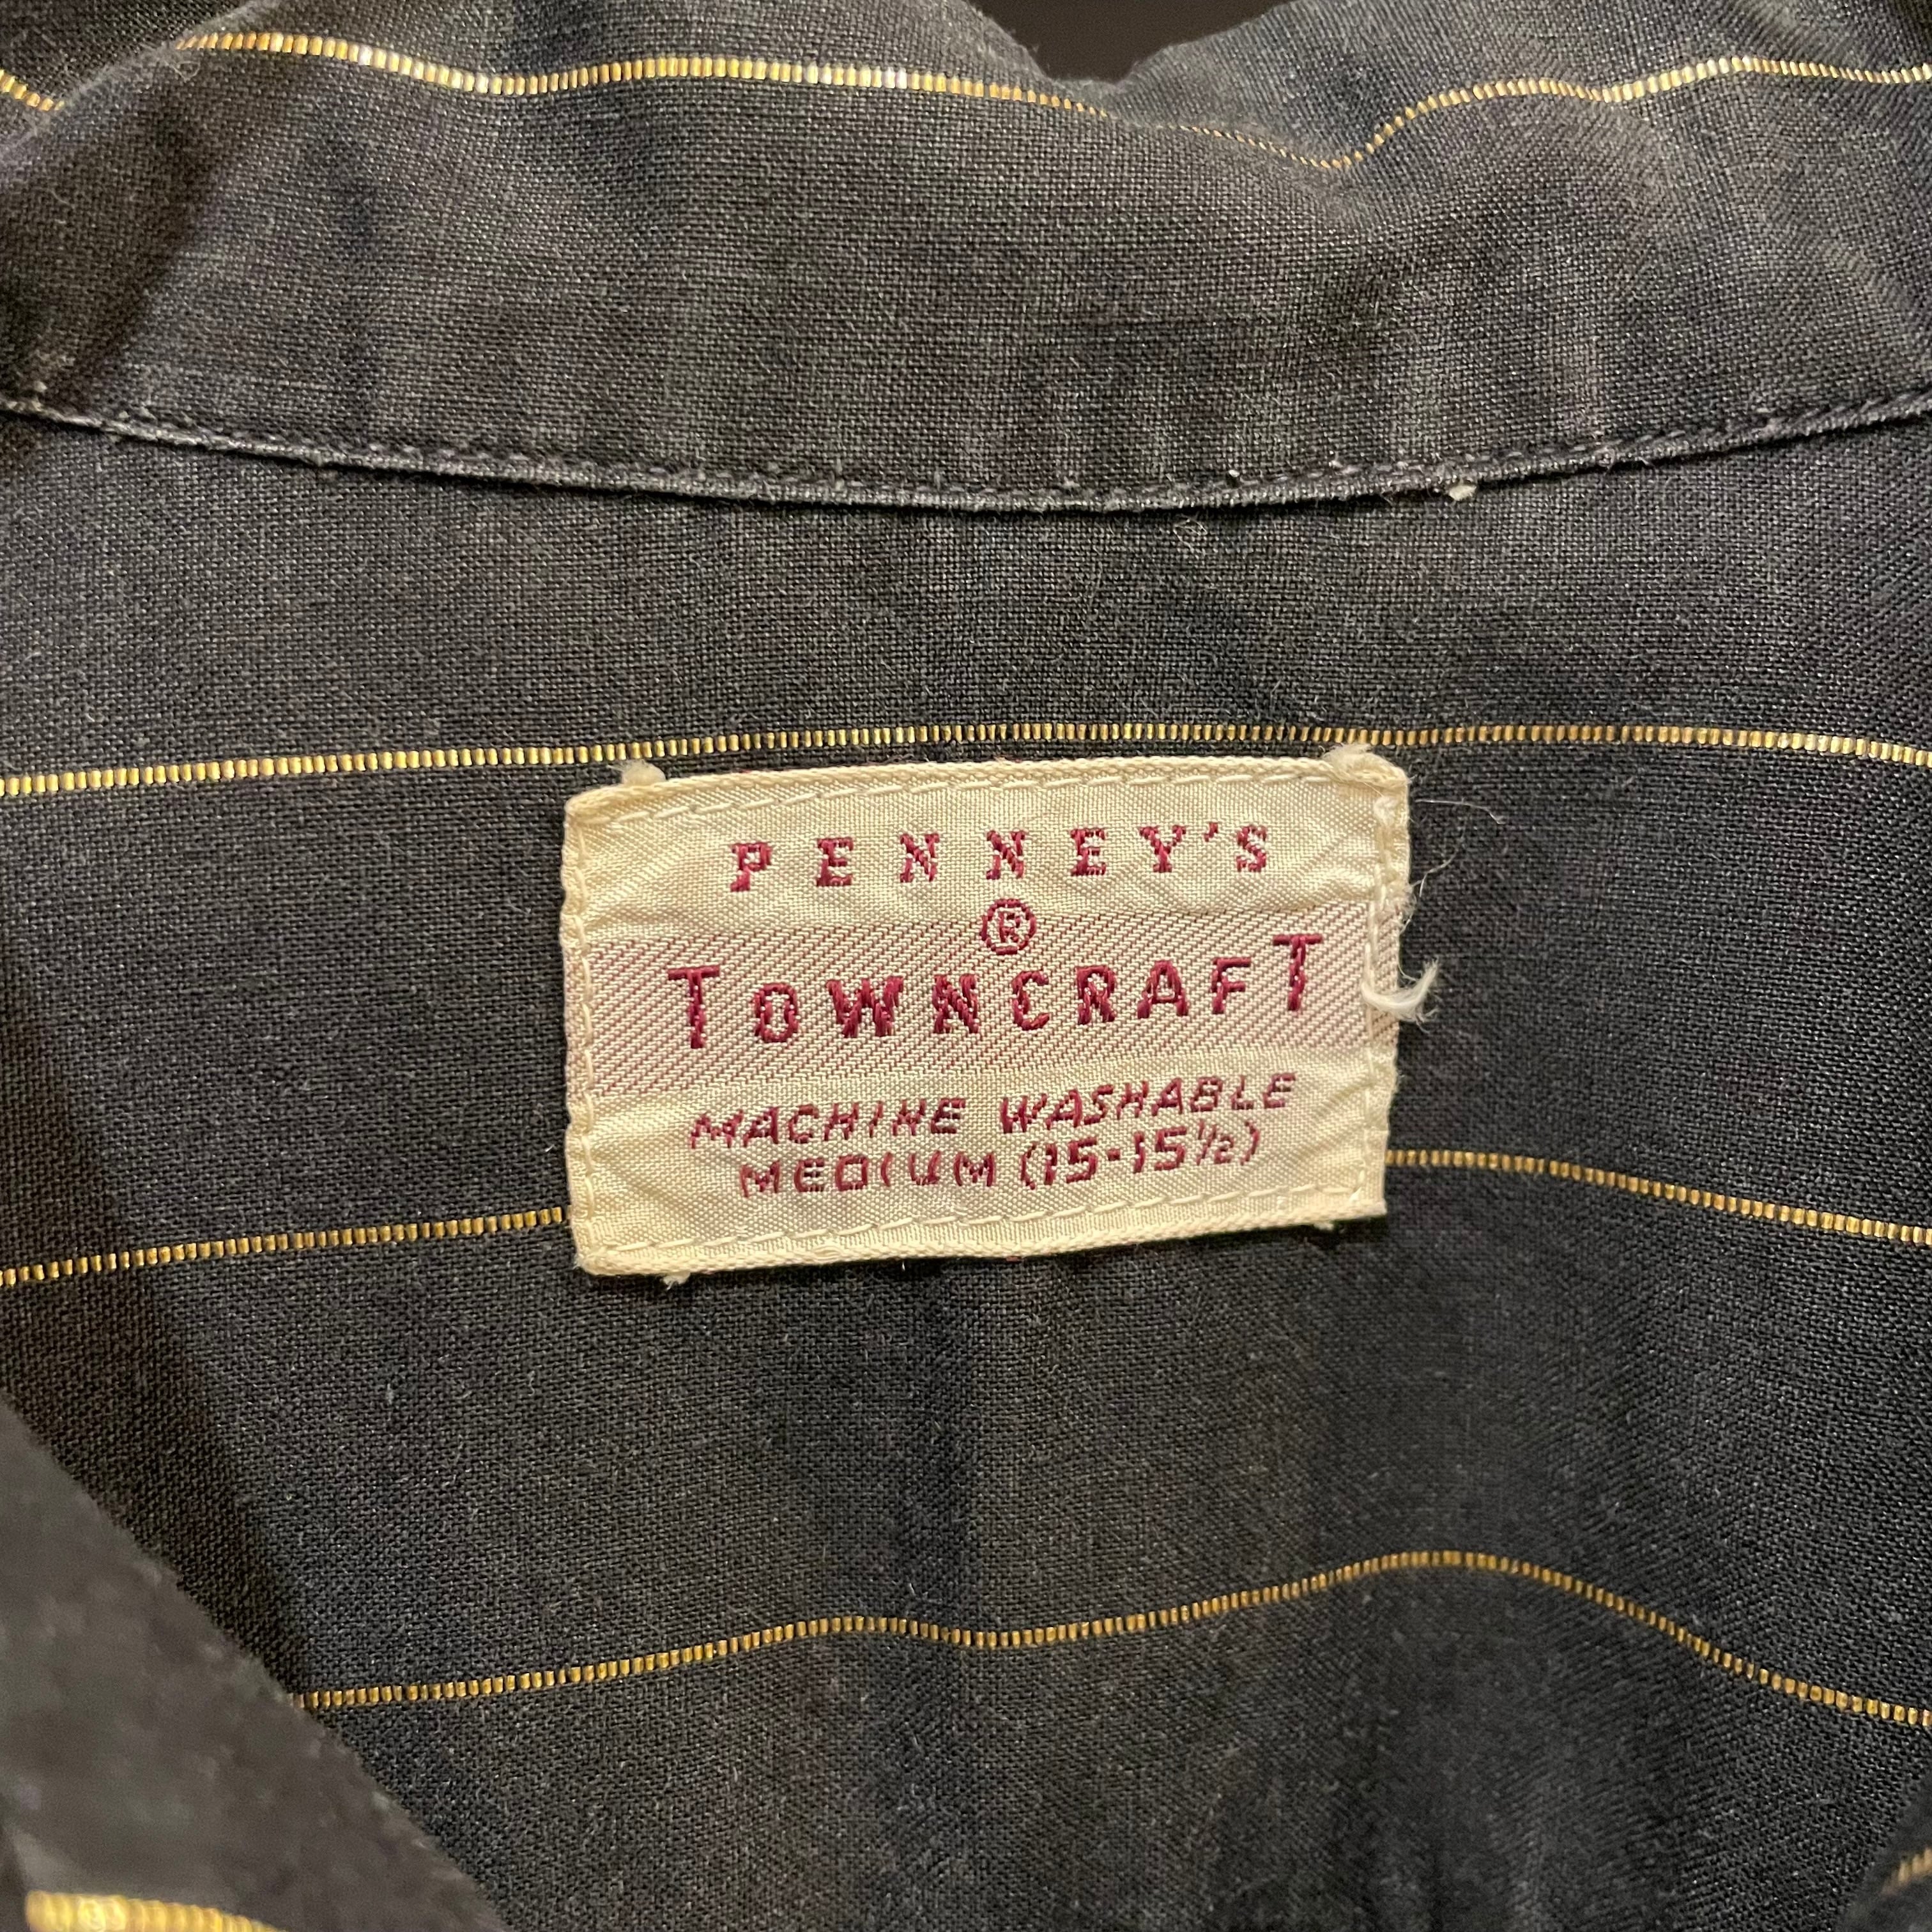 PENNEY'S
®
TOWNCRAFT
MACHINE WASHABLE
MEDIUM (15-15½)